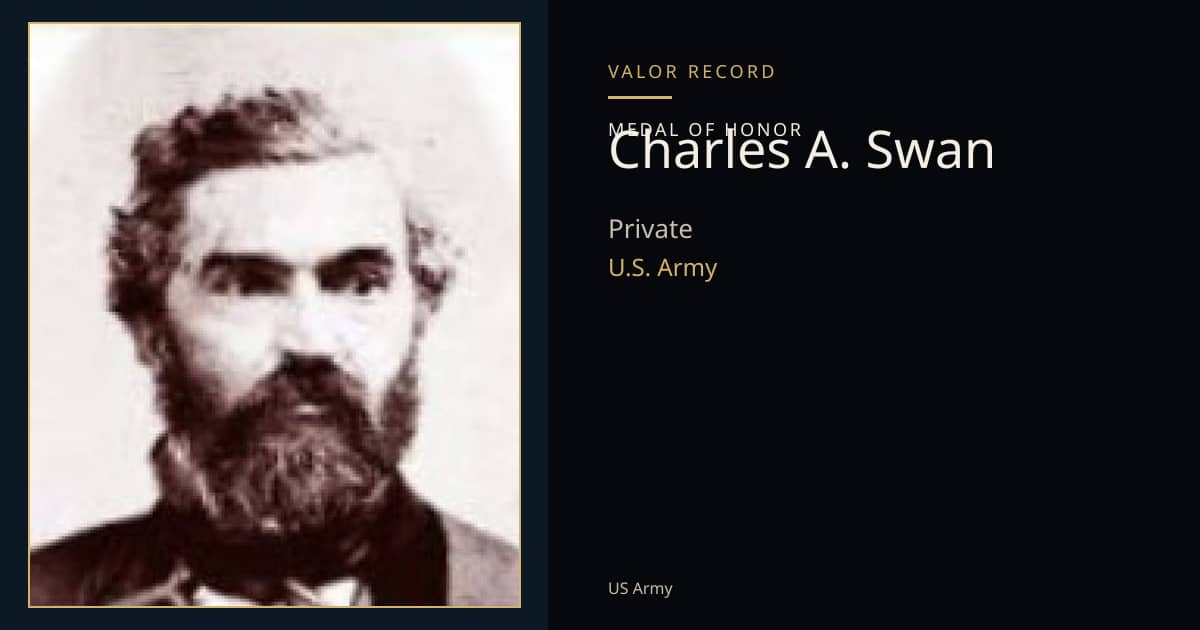 VALOR RECORD
MEDAL OF HONOR
Charles A. Swan
Private
U.S. Army
US Army